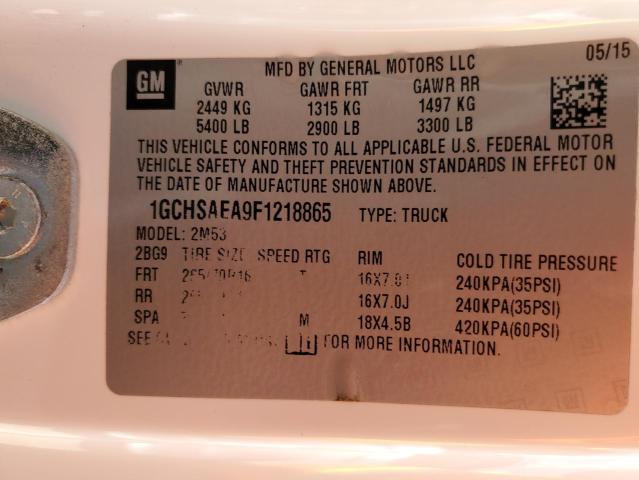 MFD BY GENERAL MOTORS LLC 05/15
GM
GVWR GAWR FRT GAWR RR
2449 KG 1315 KG 1497 KG
5400 LB 2900 LB 3300 LB
THIS VEHICLE CONFORMS TO ALL APPLICABLE U.S. FEDERAL MOTOR
VEHICLE SAFETY AND THEFT PREVENTION STANDARDS IN EFFECT ON
THE DATE OF MANUFACTURE SHOWN ABOVE.
1GCHSAEA9F1218865 TYPE: TRUCK
MODEL: 2M53
2BG9 TIRE SIZE SPEED RTG RIM COLD TIRE PRESSURE
FRT T 16X7.0J 240KPA(35PSI)
RR 16X7.0J 240KPA(35PSI)
SPA M 18X4.5B 420KPA(60PSI)
SEE FOR MORE INFORMATION.